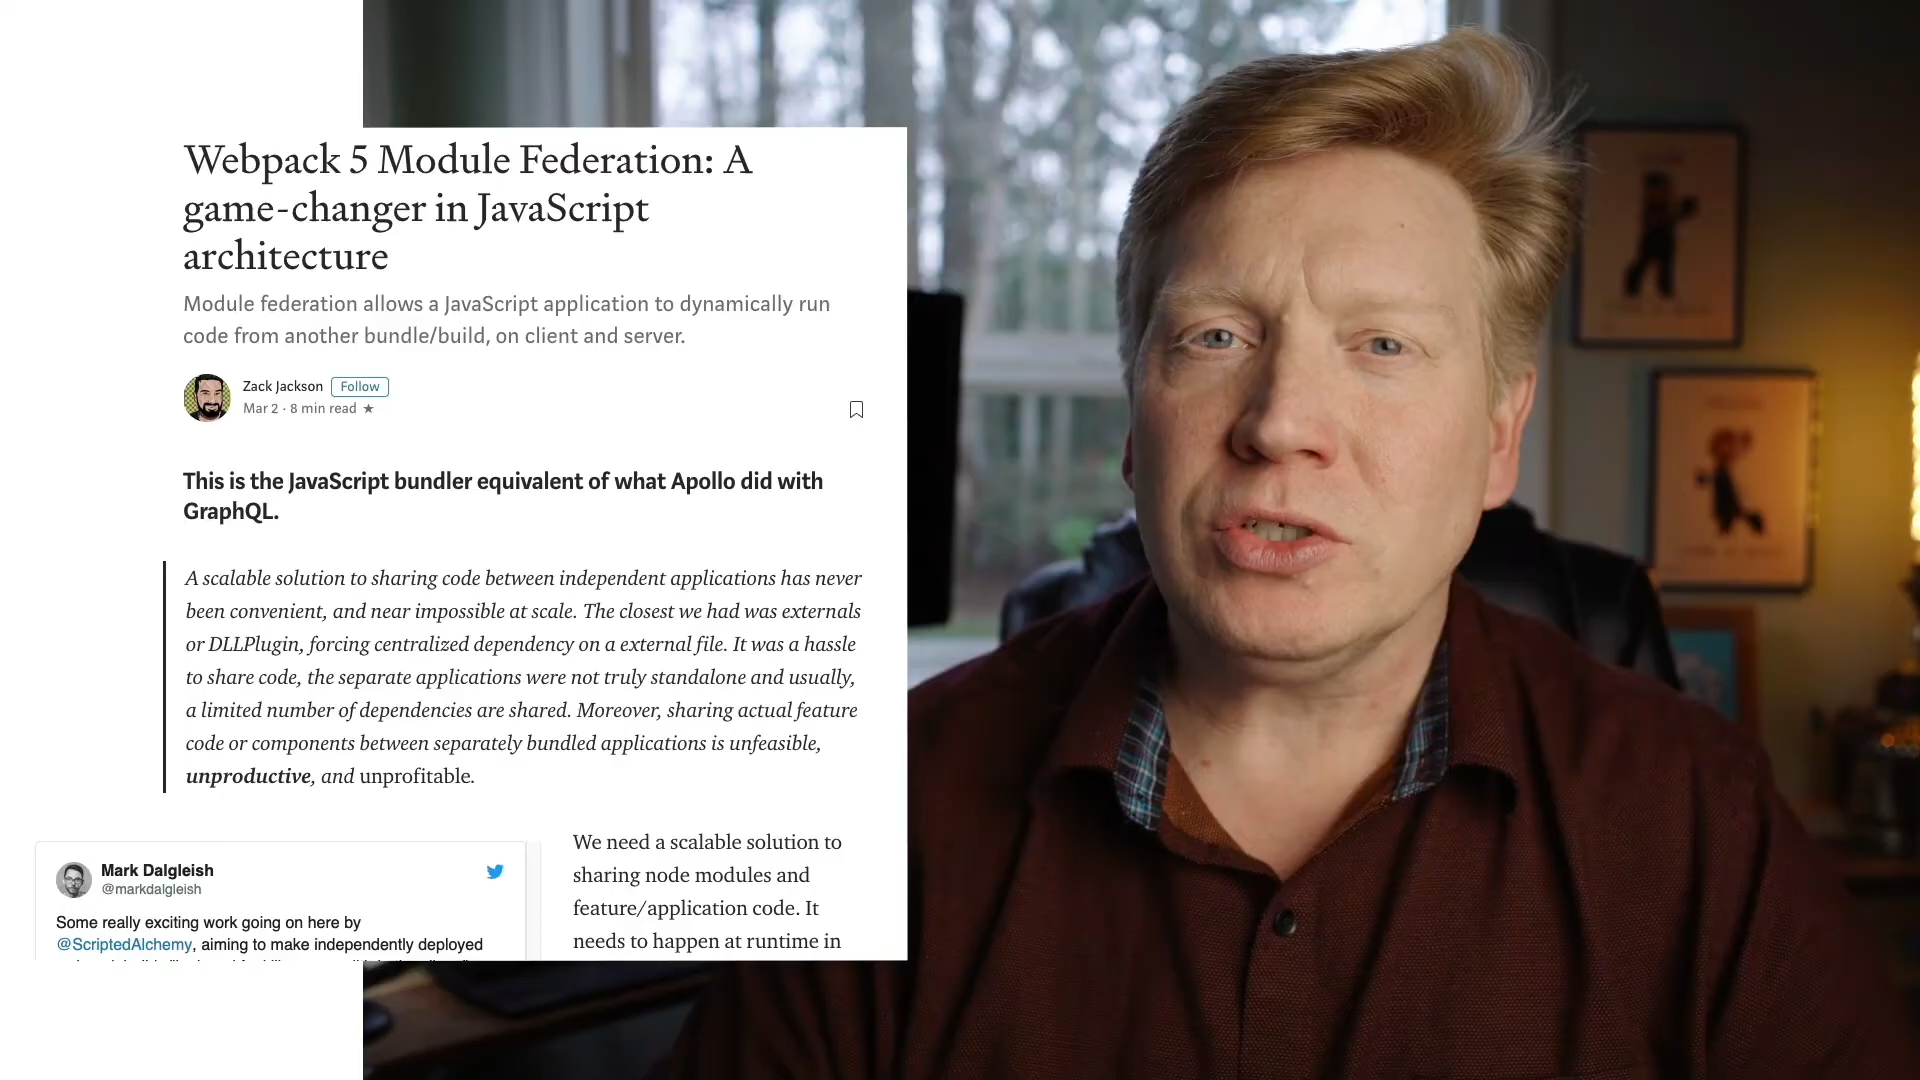 Webpack 5 Module Federation: A
game-changer in JavaScript
architecture
Module federation allows a JavaScript application to dynamically run
code from another bundle/build, on client and server.
Zack Jackson Follow
Mar 2 · 8 min read ★
This is the JavaScript bundler equivalent of what Apollo did with
GraphQL.
A scalable solution to sharing code between independent applications has never
been convenient, and near impossible at scale. The closest we had was externals
or DLLPlugin, forcing centralized dependency on a external file. It was a hassle
to share code, the separate applications were not truly standalone and usually,
a limited number of dependencies are shared. Moreover, sharing actual feature
code or components between separately bundled applications is unfeasible,
unproductive, and unprofitable.
Mark Dalgleish
@markdalgleish
Some really exciting work going on here by
@ScriptedAlchemy, aiming to make independently deployed
We need a scalable solution to
sharing node modules and
feature/application code. It
needs to happen at runtime in